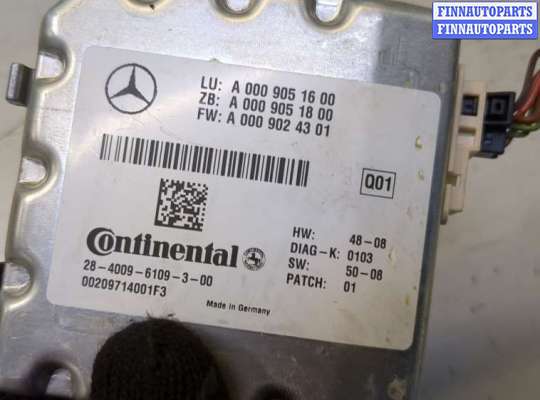 FINNAUTOPARTS
FINNAUTOPARTS
LU: A 000 905 16 00
ZB: A 000 905 18 00
FW: A 000 902 43 01
Q01
Continental
HW: 48-08
DIAG-K: 0103
SW: 50-08
PATCH: 01
28-4009-6109-3-00
00209714001F3
Made in Germany